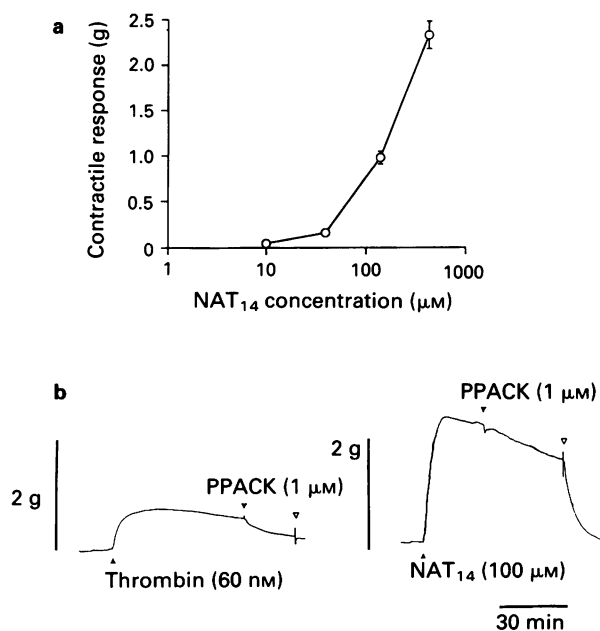 a
Contractile response (g)
2.5
2.0
1.5
1.0
0.5
0
1 10 100 1000
NAT14 concentration (μM)
b
2 g
PPACK (1 μM)
Thrombin (60 nM)
2 g
PPACK (1 μM)
NAT14 (100 μM)
30 min